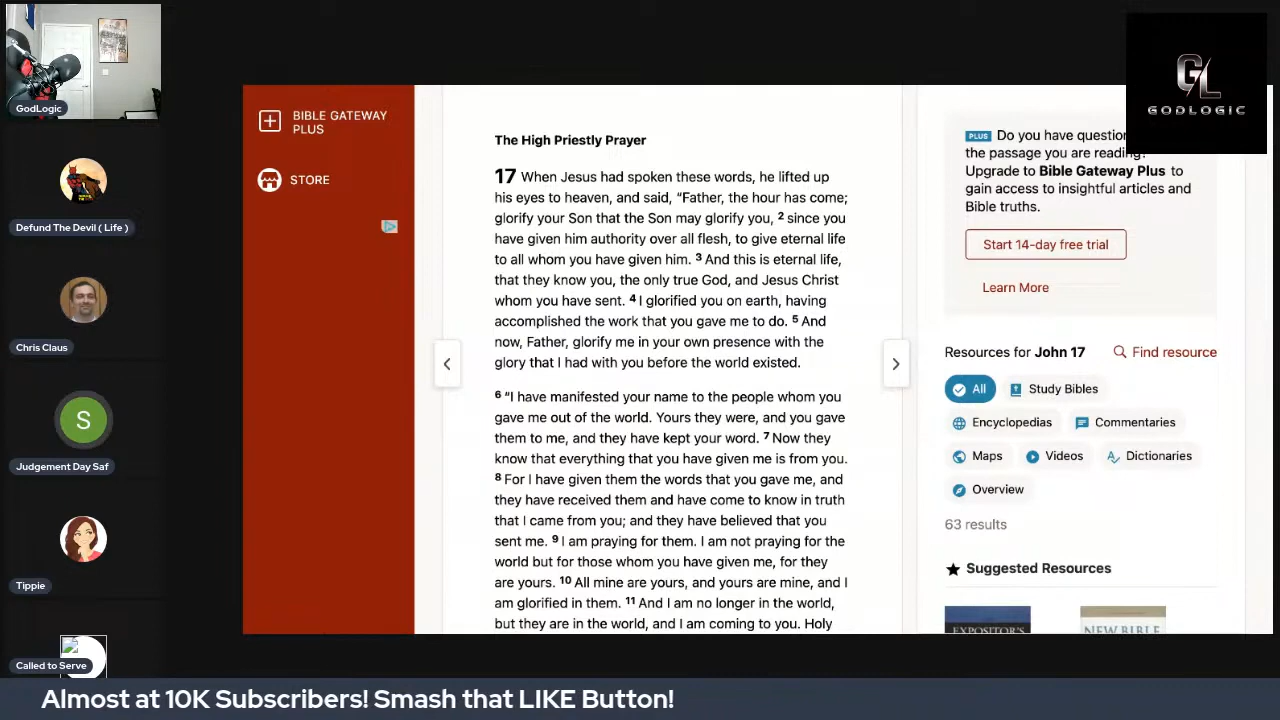 GodLogic
Defund The Devil ( Life )
Chris Claus
S
Judgement Day Saf
Tippie
Called to Serve
BIBLE GATEWAY
PLUS
STORE
The High Priestly Prayer
17 When Jesus had spoken these words, he lifted up
his eyes to heaven, and said, “Father, the hour has come;
glorify your Son that the Son may glorify you, 2 since you
have given him authority over all flesh, to give eternal life
to all whom you have given him. 3 And this is eternal life,
that they know you, the only true God, and Jesus Christ
whom you have sent. 4 I glorified you on earth, having
accomplished the work that you gave me to do. 5 And
now, Father, glorify me in your own presence with the
glory that I had with you before the world existed.
6 “I have manifested your name to the people whom you
gave me out of the world. Yours they were, and you gave
them to me, and they have kept your word. 7 Now they
know that everything that you have given me is from you.
8 For I have given them the words that you gave me, and
they have received them and have come to know in truth
that I came from you; and they have believed that you
sent me. 9 I am praying for them. I am not praying for the
world but for those whom you have given me, for they
are yours. 10 All mine are yours, and yours are mine, and I
am glorified in them. 11 And I am no longer in the world,
but they are in the world, and I am coming to you. Holy
GL
GODLOGIC
PLUS Do you have question
the passage you are reading?
Upgrade to Bible Gateway Plus to
gain access to insightful articles and
Bible truths.
Start 14-day free trial
Learn More
Resources for John 17
Find resource
All
Study Bibles
Encyclopedias
Commentaries
Maps
Videos
Dictionaries
Overview
63 results
Suggested Resources
EXPOSITOR'S
NEW BIBLE
Almost at 10K Subscribers! Smash that LIKE Button!